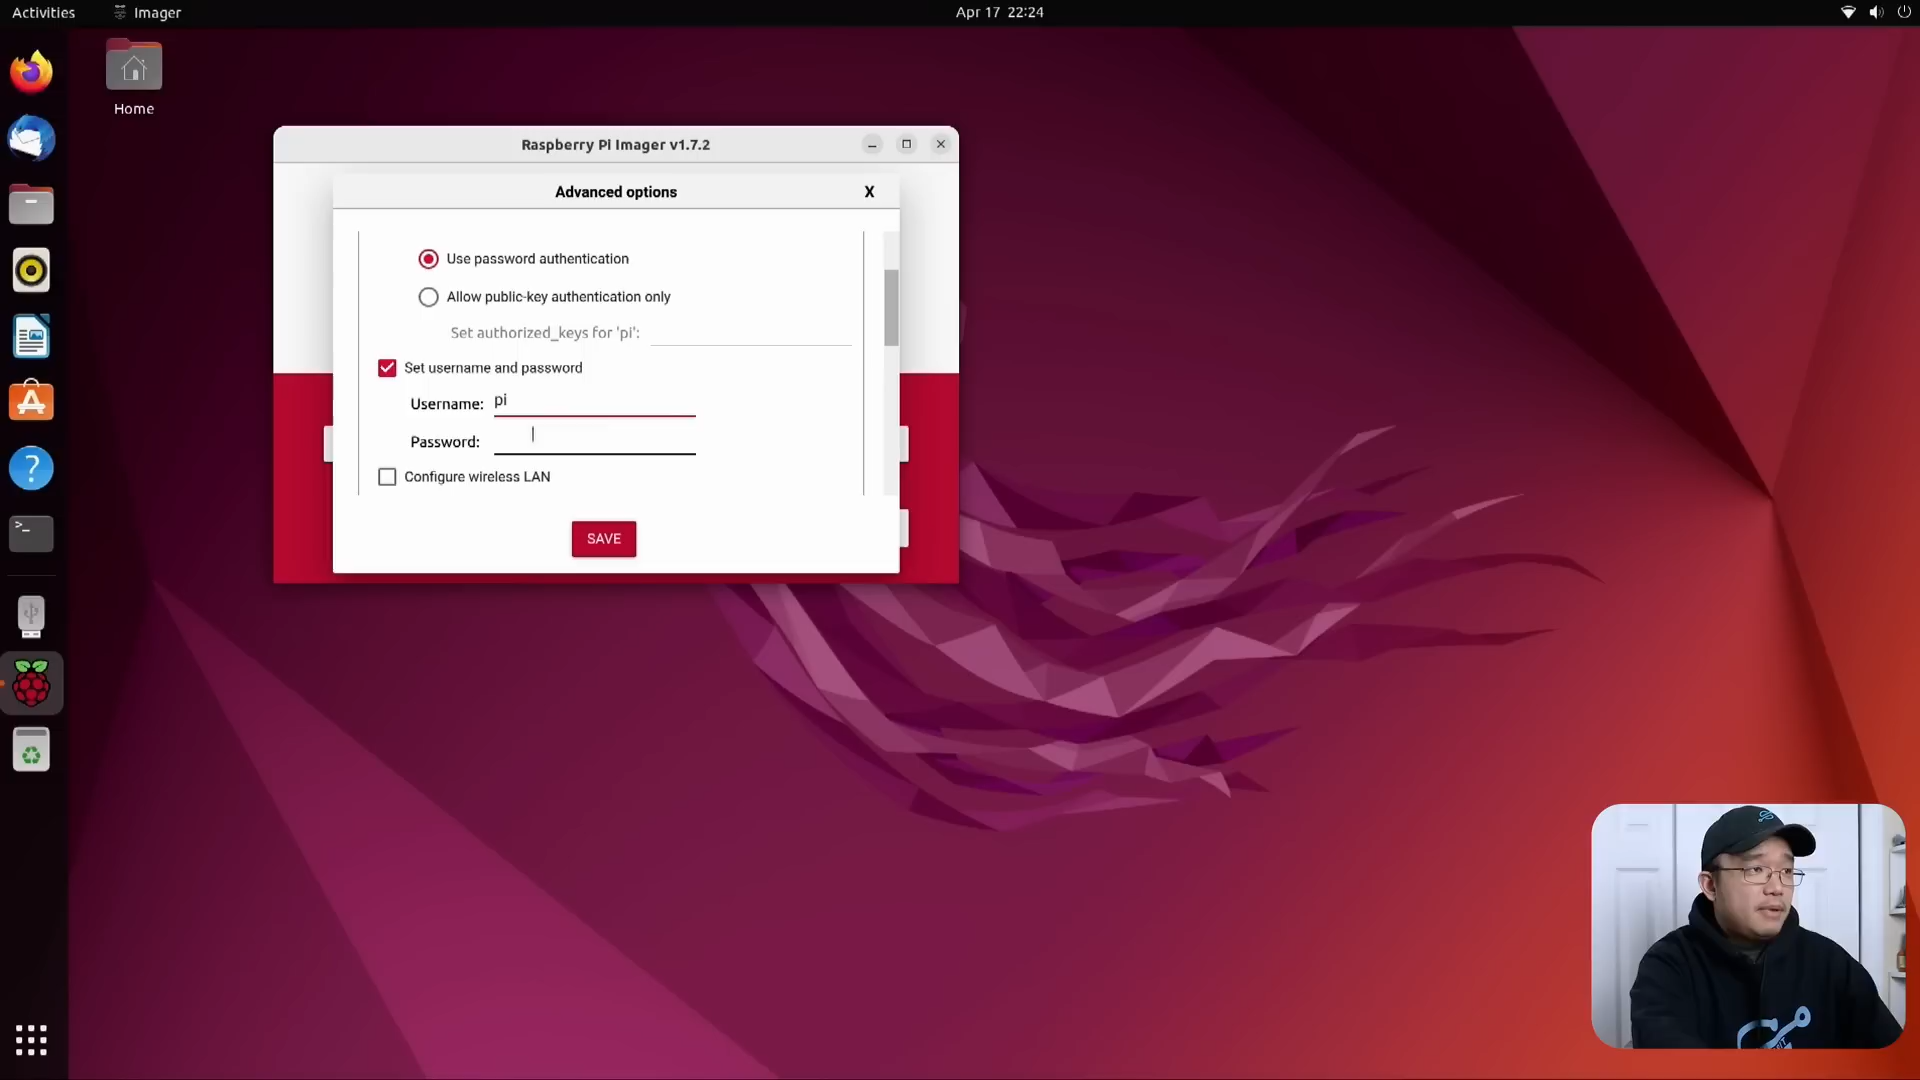 Activities
Imager
Apr 17 22:24
Home
Raspberry Pi Imager v1.7.2
Advanced options
X
Use password authentication
Allow public-key authentication only
Set authorized_keys for 'pi':
Set username and password
Username: pi
Password:
Configure wireless LAN
SAVE